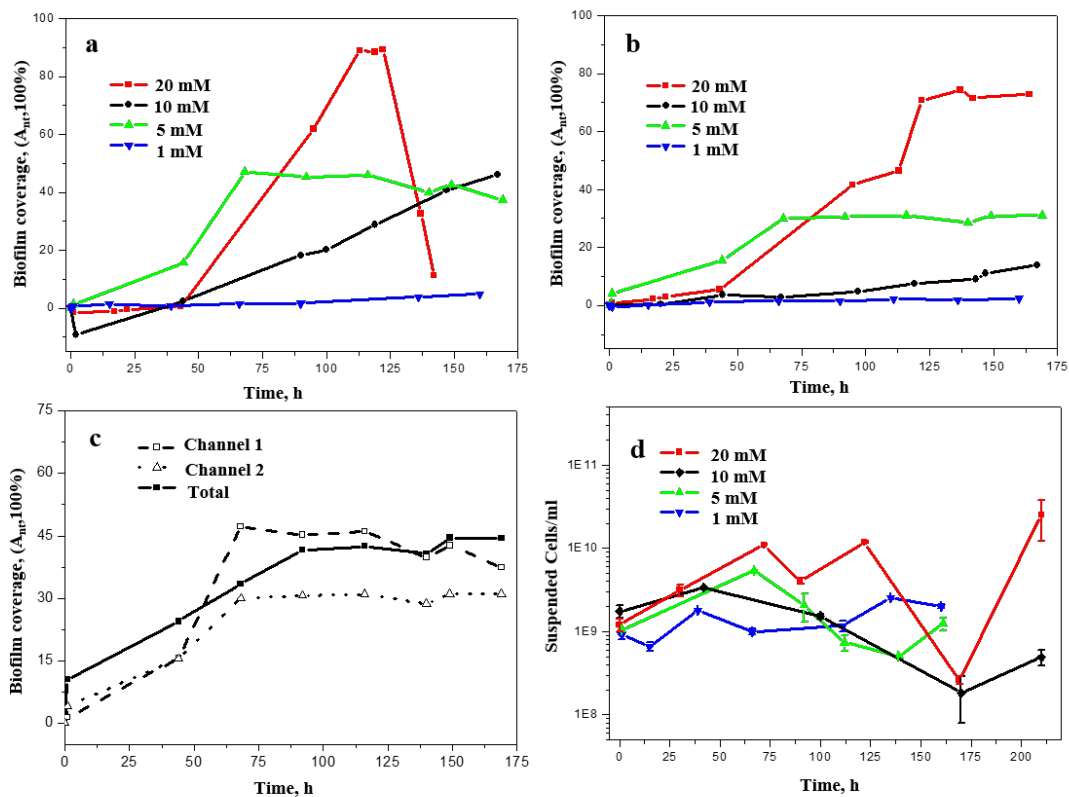 a
20 mM
10 mM
5 mM
1 mM
Biofilm coverage, (Ant,100%)
100
80
60
40
20
0
0 25 50 75 100 125 150 175
Time, h
b
20 mM
10 mM
5 mM
1 mM
Biofilm coverage, (Ant,100%)
100
80
60
40
20
0
0 25 50 75 100 125 150 175
Time, h
c
Channel 1
Channel 2
Total
Biofilm coverage, (Ant,100%)
75
60
45
30
15
0
0 25 50 75 100 125 150 175
Time, h
d
20 mM
10 mM
5 mM
1 mM
Suspended Cells/ml
1E11
1E10
1E9
1E8
0 25 50 75 100 125 150 175 200
Time, h